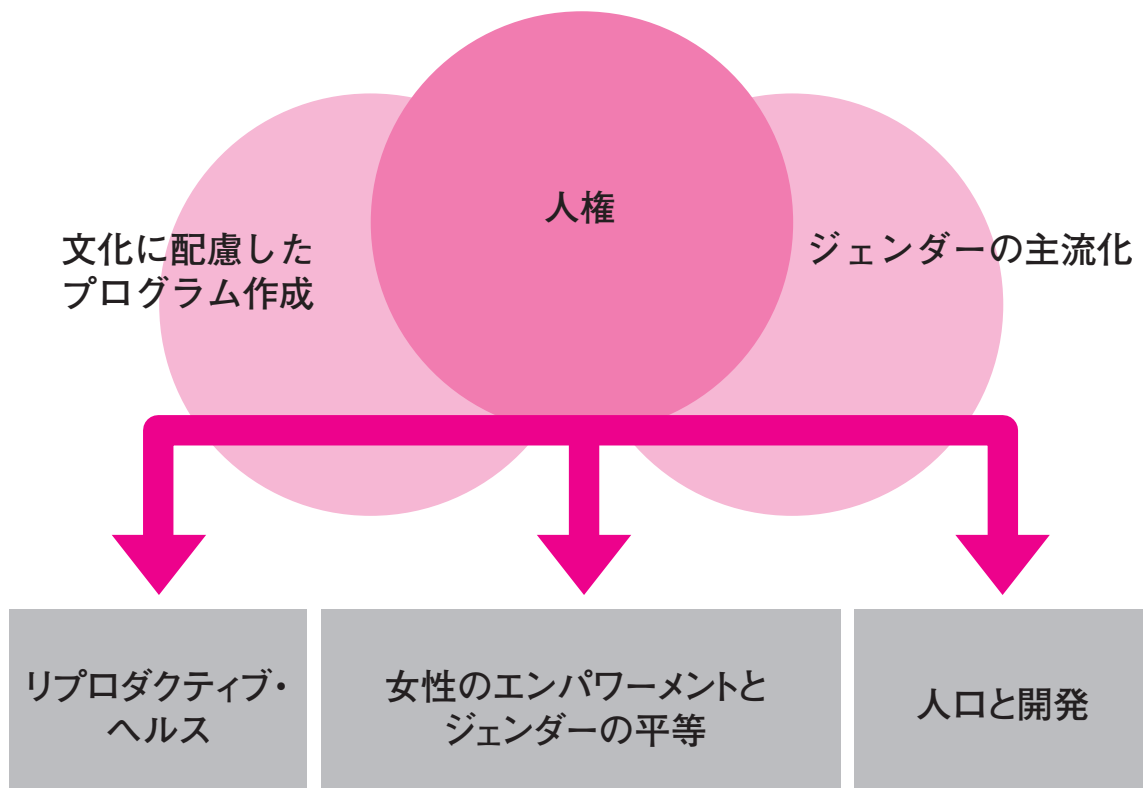 人権
文化に配慮した
プログラム作成
ジェンダーの主流化
リプロダクティブ・
ヘルス
女性のエンパワーメントと
ジェンダーの平等
人口と開発